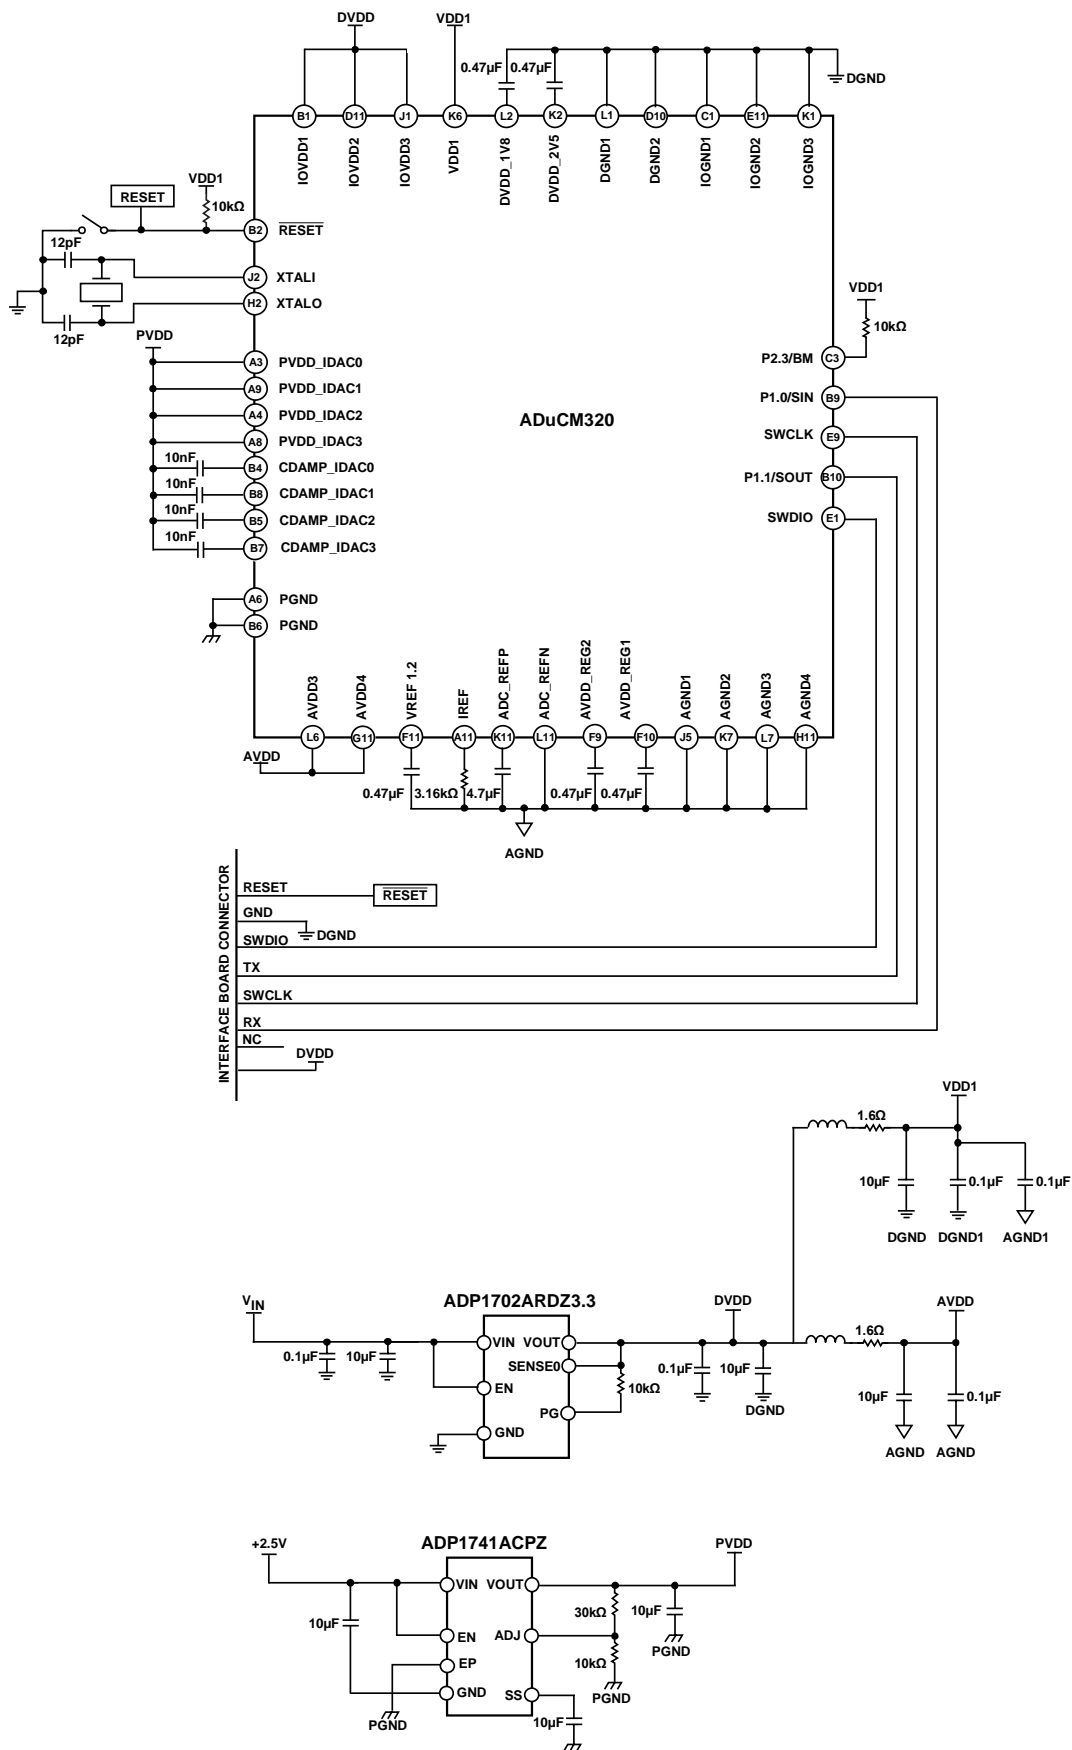 DVDD
VDD1
0.47µF
0.47µF
DGND
B1
D11
J1
K6
L2
K2
L1
D10
C1
E11
K1
IOVDD1
IOVDD2
IOVDD3
VDD1
DVDD_1V8
DVDD_2V5
DGND1
DGND2
IOGND1
IOGND2
IOGND3
RESET
VDD1
10kΩ
B2
RESET
12pF
J2
XTALI
H2
XTALO
12pF
PVDD
A3
PVDD_IDAC0
A9
PVDD_IDAC1
A4
PVDD_IDAC2
A8
PVDD_IDAC3
10nF
B4
CDAMP_IDAC0
10nF
B8
CDAMP_IDAC1
10nF
B5
CDAMP_IDAC2
10nF
B7
CDAMP_IDAC3
A6
PGND
B6
PGND
ADuCM320
VDD1
10kΩ
P2.3/BM
C3
P1.0/SIN
B9
SWCLK
E9
P1.1/SOUT
B10
SWDIO
E1
AVDD3
AVDD4
VREF 1.2
IREF
ADC_REFP
ADC_REFN
AVDD_REG2
AVDD_REG1
AGND1
AGND2
AGND3
AGND4
L6
G11
F11
A11
K11
L11
F9
F10
J5
K7
L7
H11
AVDD
0.47µF
3.16kΩ
4.7µF
0.47µF
0.47µF
AGND
INTERFACE BOARD CONNECTOR
RESET
RESET
GND
DGND
SWDIO
TX
SWCLK
RX
NC
DVDD
VDD1
1.6Ω
10µF
0.1µF
0.1µF
DGND
DGND1
AGND1
ADP1702ARDZ3.3
VIN
0.1µF
10µF
VIN
VOUT
SENSE0
EN
10kΩ
PG
GND
DVDD
0.1µF
10µF
DGND
1.6Ω
AVDD
10µF
0.1µF
AGND
AGND
ADP1741ACPZ
+2.5V
10µF
VIN
VOUT
EN
ADJ
EP
GND
SS
PGND
30kΩ
10kΩ
PGND
10µF
PGND
10µF
PVDD